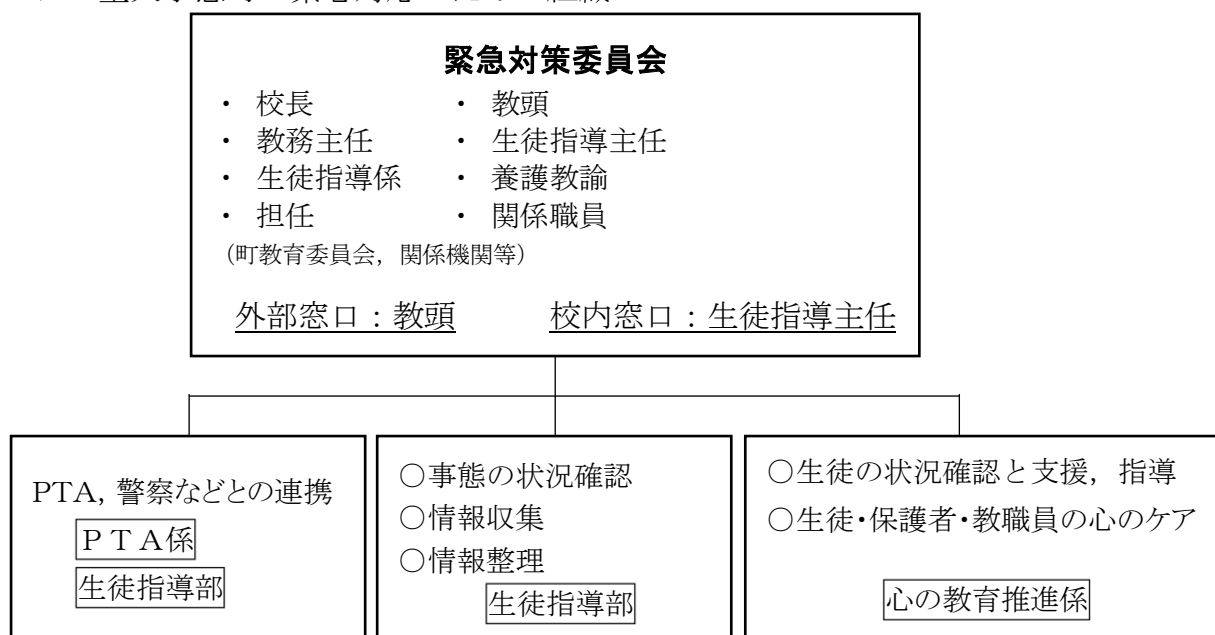 緊急対策委員会
・ 校長 ・ 教頭
・ 教務主任 ・ 生徒指導主任
・ 生徒指導係 ・ 養護教諭
・ 担任 ・ 関係職員
(町教育委員会，関係機関等)
外部窓口：教頭 校内窓口：生徒指導主任
PTA，警察などとの連携
ＰＴＡ係
生徒指導部
○事態の状況確認
○情報収集
○情報整理
生徒指導部
○生徒の状況確認と支援，指導
○生徒・保護者・教職員の心のケア
心の教育推進係